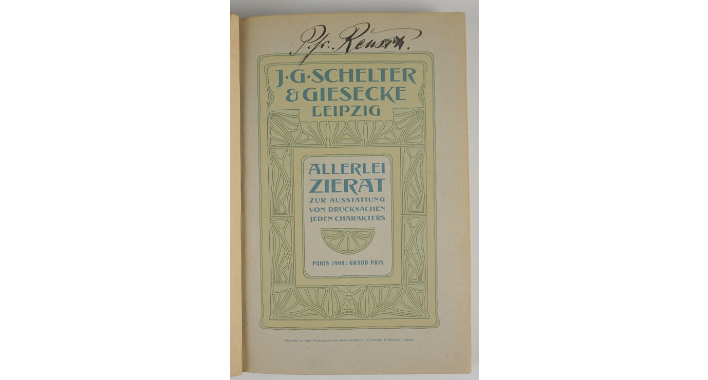 J·G·SCHELTER
& GIESECKE
LEIPZIG
ALLERLEI
ZIERAT
ZUR AUSSTATTUNG
VON DRUCKSACHEN
JEDEN CHARAKTERS
PARIS 1900: GRAND PRIX